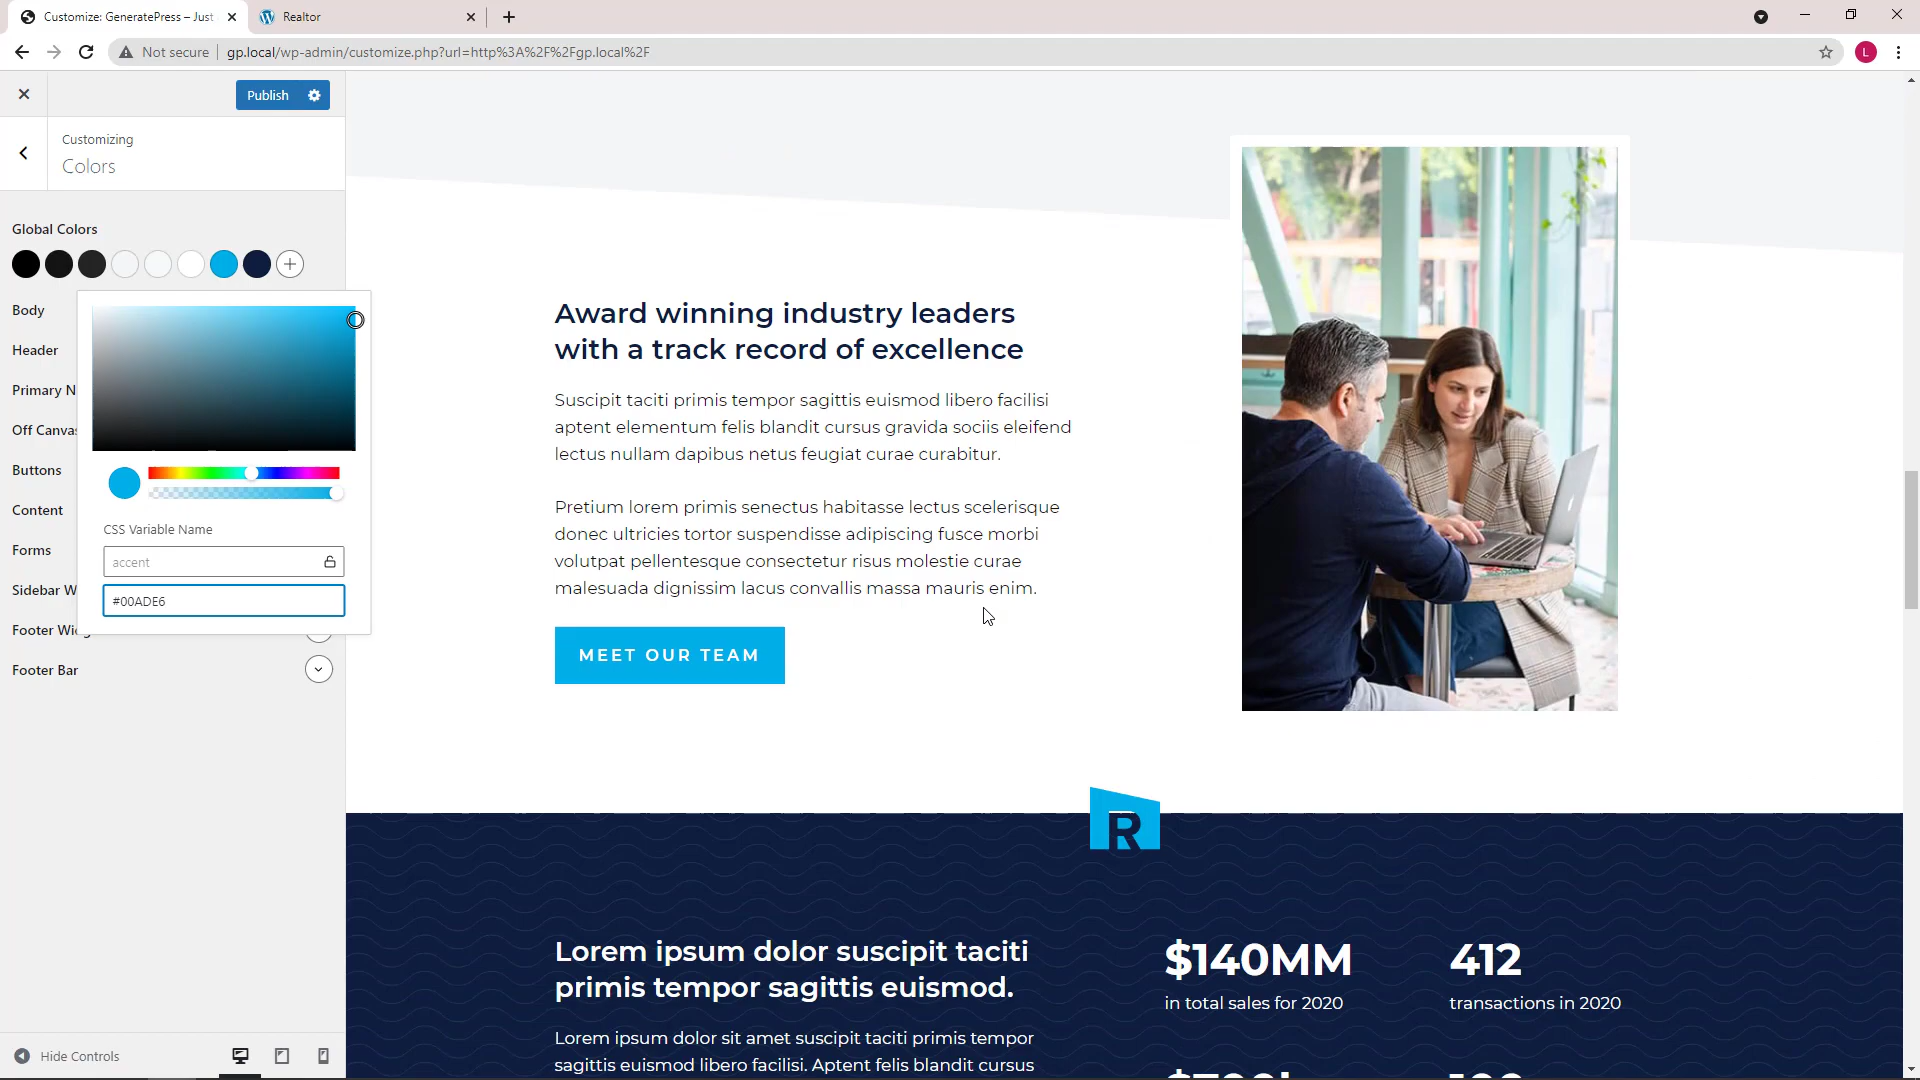 Customize: GeneratePress – Just
Realtor
Not secure
gp.local/wp-admin/customize.php?url=http%3A%2F%2Fgp.local%2F
L
Publish
Customizing
Colors
Global Colors
Body
Header
Primary N
Off Canvas
Buttons
Content
Forms
Sidebar W
Footer Widg
Footer Bar
CSS Variable Name
accent
#00ADE6
Hide Controls
Award winning industry leaders
with a track record of excellence
Suscipit taciti primis tempor sagittis euismod libero facilisi
aptent elementum felis blandit cursus gravida sociis eleifend
lectus nullam dapibus netus feugiat curae curabitur.
Pretium lorem primis senectus habitasse lectus scelerisque
donec ultricies tortor suspendisse adipiscing fusce morbi
volutpat pellentesque consectetur risus molestie curae
malesuada dignissim lacus convallis massa mauris enim.
MEET OUR TEAM
R
Lorem ipsum dolor suscipit taciti
primis tempor sagittis euismod.
Lorem ipsum dolor sit amet suscipit taciti primis tempor
sagittis euismod libero facilisi. Aptent felis blandit cursus
$140MM
in total sales for 2020
412
transactions in 2020